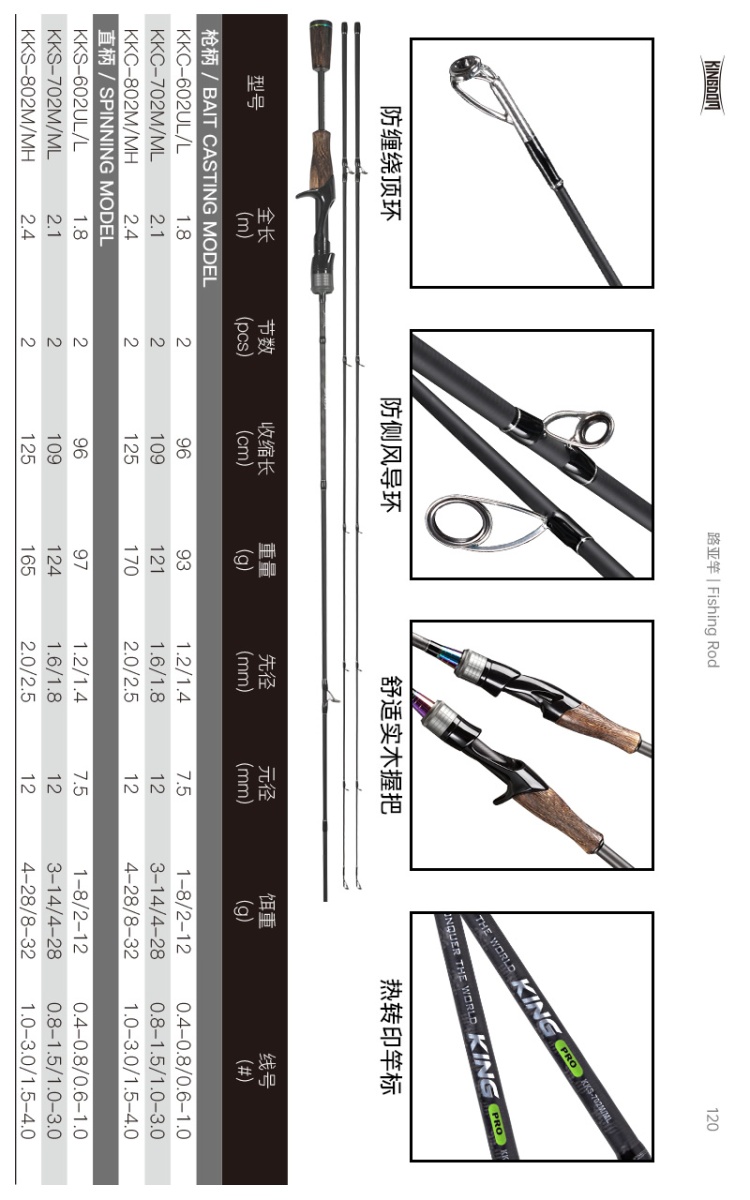 KINGDOM
路亚竿 | Fishing Rod
120
防缠绕顶环
防侧风导环
舒适实木握把
热转印竿标
THE WORLD KING PRO KKS-702M/ML
ONQUER THE WORLD KING PRO KK
型号 全长 (m) 节数 (pcs) 收缩长 (cm) 重量 (g) 先径 (mm) 元径 (mm) 饵重 (g) 线号 (#)
枪柄 / BAIT CASTING MODEL
KKC-602UL/L 1.8 2 96 93 1.2/1.4 7.5 1-8/2-12 0.4-0.8/0.6-1.0
KKC-702M/ML 2.1 2 109 121 1.6/1.8 12 3-14/4-28 0.8-1.5/1.0-3.0
KKC-802M/MH 2.4 2 125 170 2.0/2.5 12 4-28/8-32 1.0-3.0/1.5-4.0
直柄 / SPINNING MODEL
KKS-602UL/L 1.8 2 96 97 1.2/1.4 7.5 1-8/2-12 0.4-0.8/0.6-1.0
KKS-702M/ML 2.1 2 109 124 1.6/1.8 12 3-14/4-28 0.8-1.5/1.0-3.0
KKS-802M/MH 2.4 2 125 165 2.0/2.5 12 4-28/8-32 1.0-3.0/1.5-4.0